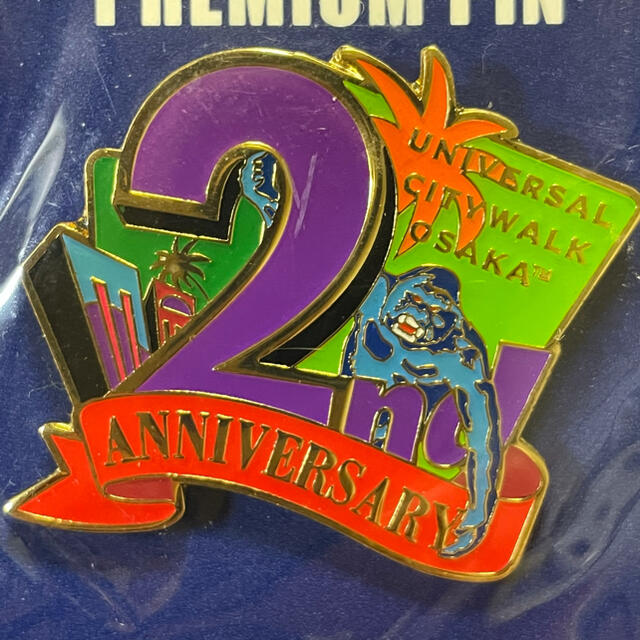 PREMIUM PIN
UNIVERSAL
CITYWALK
OSAKA™
2nd
ANNIVERSARY